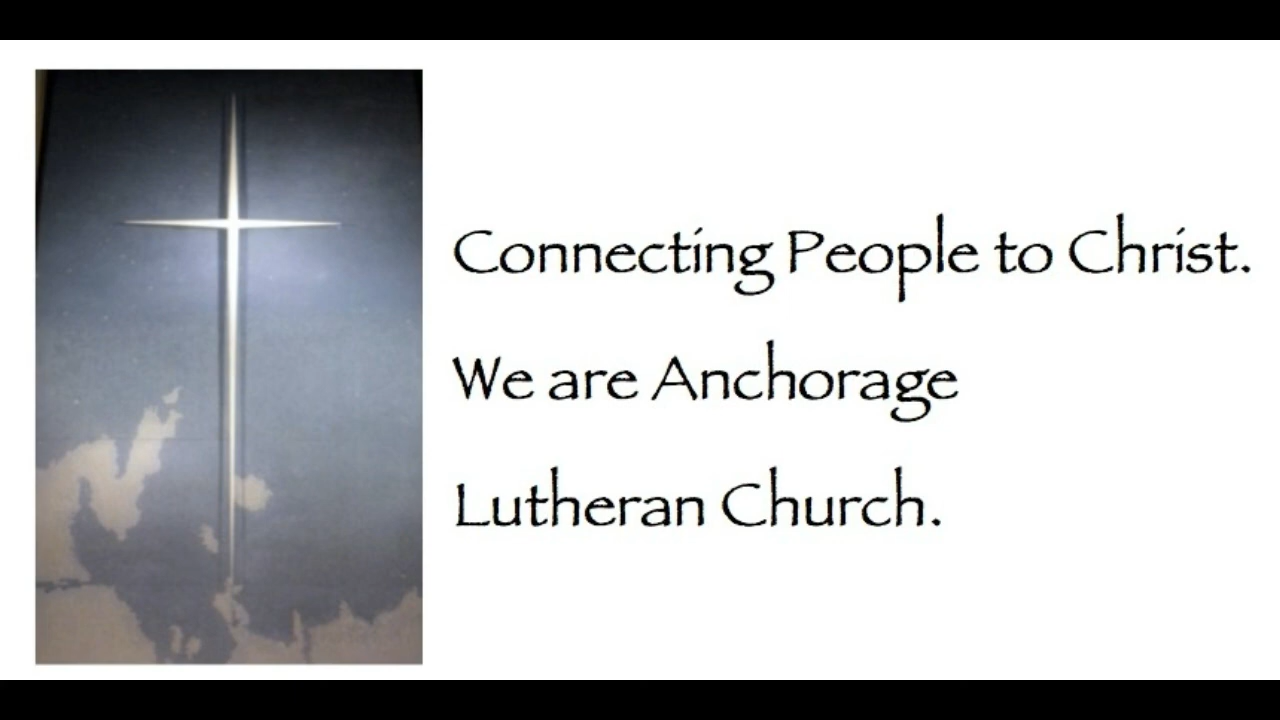 Connecting People to Christ.
We are Anchorage
Lutheran Church.